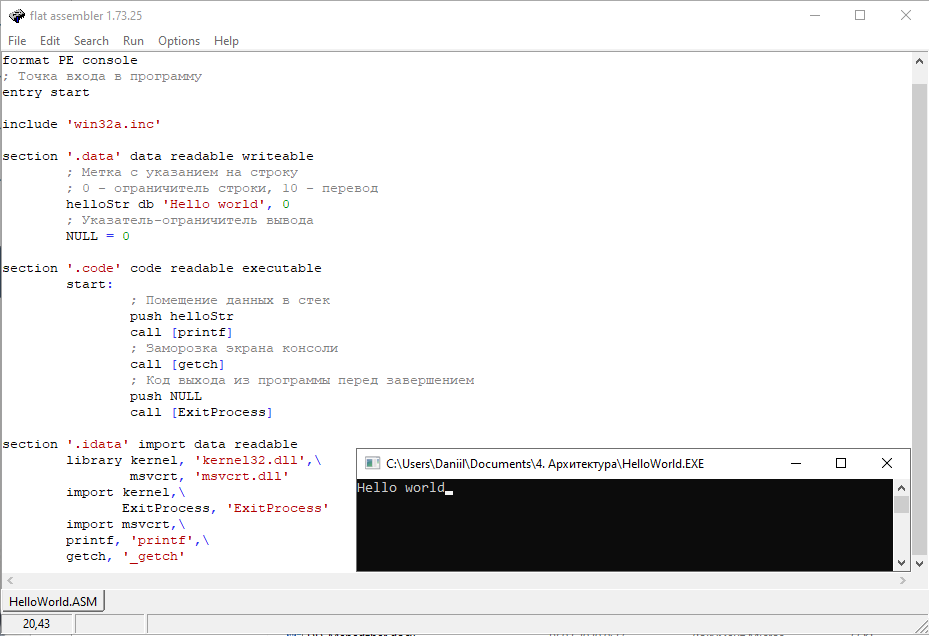 flat assembler 1.73.25
File Edit Search Run Options Help
format PE console
; Точка входа в программу
entry start
include 'win32a.inc'
section '.data' data readable writeable
; Метка с указанием на строку
; 0 - ограничитель строки, 10 - перевод
helloStr db 'Hello world', 0
; Указатель-ограничитель вывода
NULL = 0
section '.code' code readable executable
start:
; Помещение данных в стек
push helloStr
call [printf]
; Заморозка экрана консоли
call [getch]
; Код выхода из программы перед завершением
push NULL
call [ExitProcess]
section '.idata' import data readable
library kernel, 'kernel32.dll',\
msvcrt, 'msvcrt.dll'
import kernel,\
ExitProcess, 'ExitProcess'
import msvcrt,\
printf, 'printf',\
getch, '_getch'
C:\Users\Daniil\Documents\4. Архитектура\HelloWorld.EXE
Hello world
HelloWorld.ASM
20,43